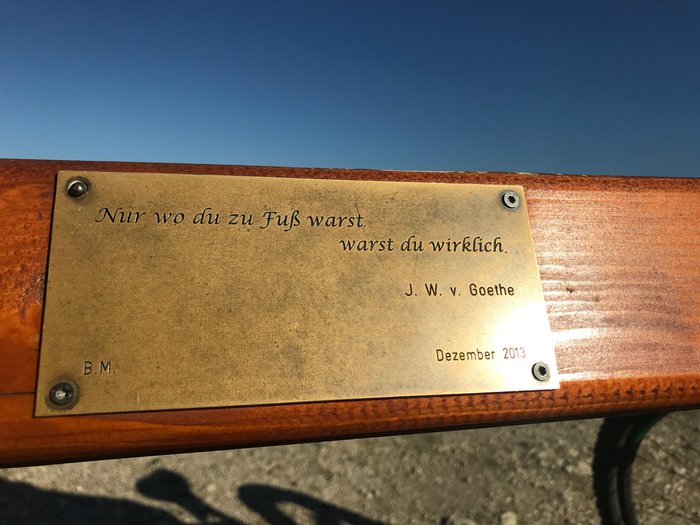 Nur wo du zu Fuß warst,
warst du wirklich.
J. W. v. Goethe
B.M.
Dezember 2013